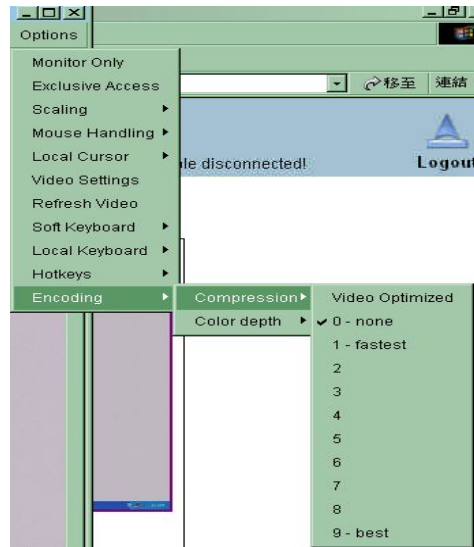 Options
Monitor Only
Exclusive Access
Scaling
移至 連結
Mouse Handling
Local Cursor
le disconnected!
Logout
Video Settings
Refresh Video
Soft Keyboard
Local Keyboard
Hotkeys
Encoding
Compression
Video Optimized
Color depth
0 - none
1 - fastest
2
3
4
5
6
7
8
9 - best